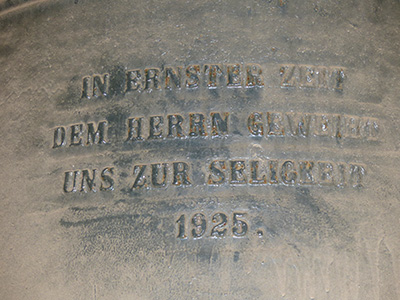 IN ERNSTER ZEIT
DEM HERRN GEWEIHT
UNS ZUR SELIGKEIT
1925.